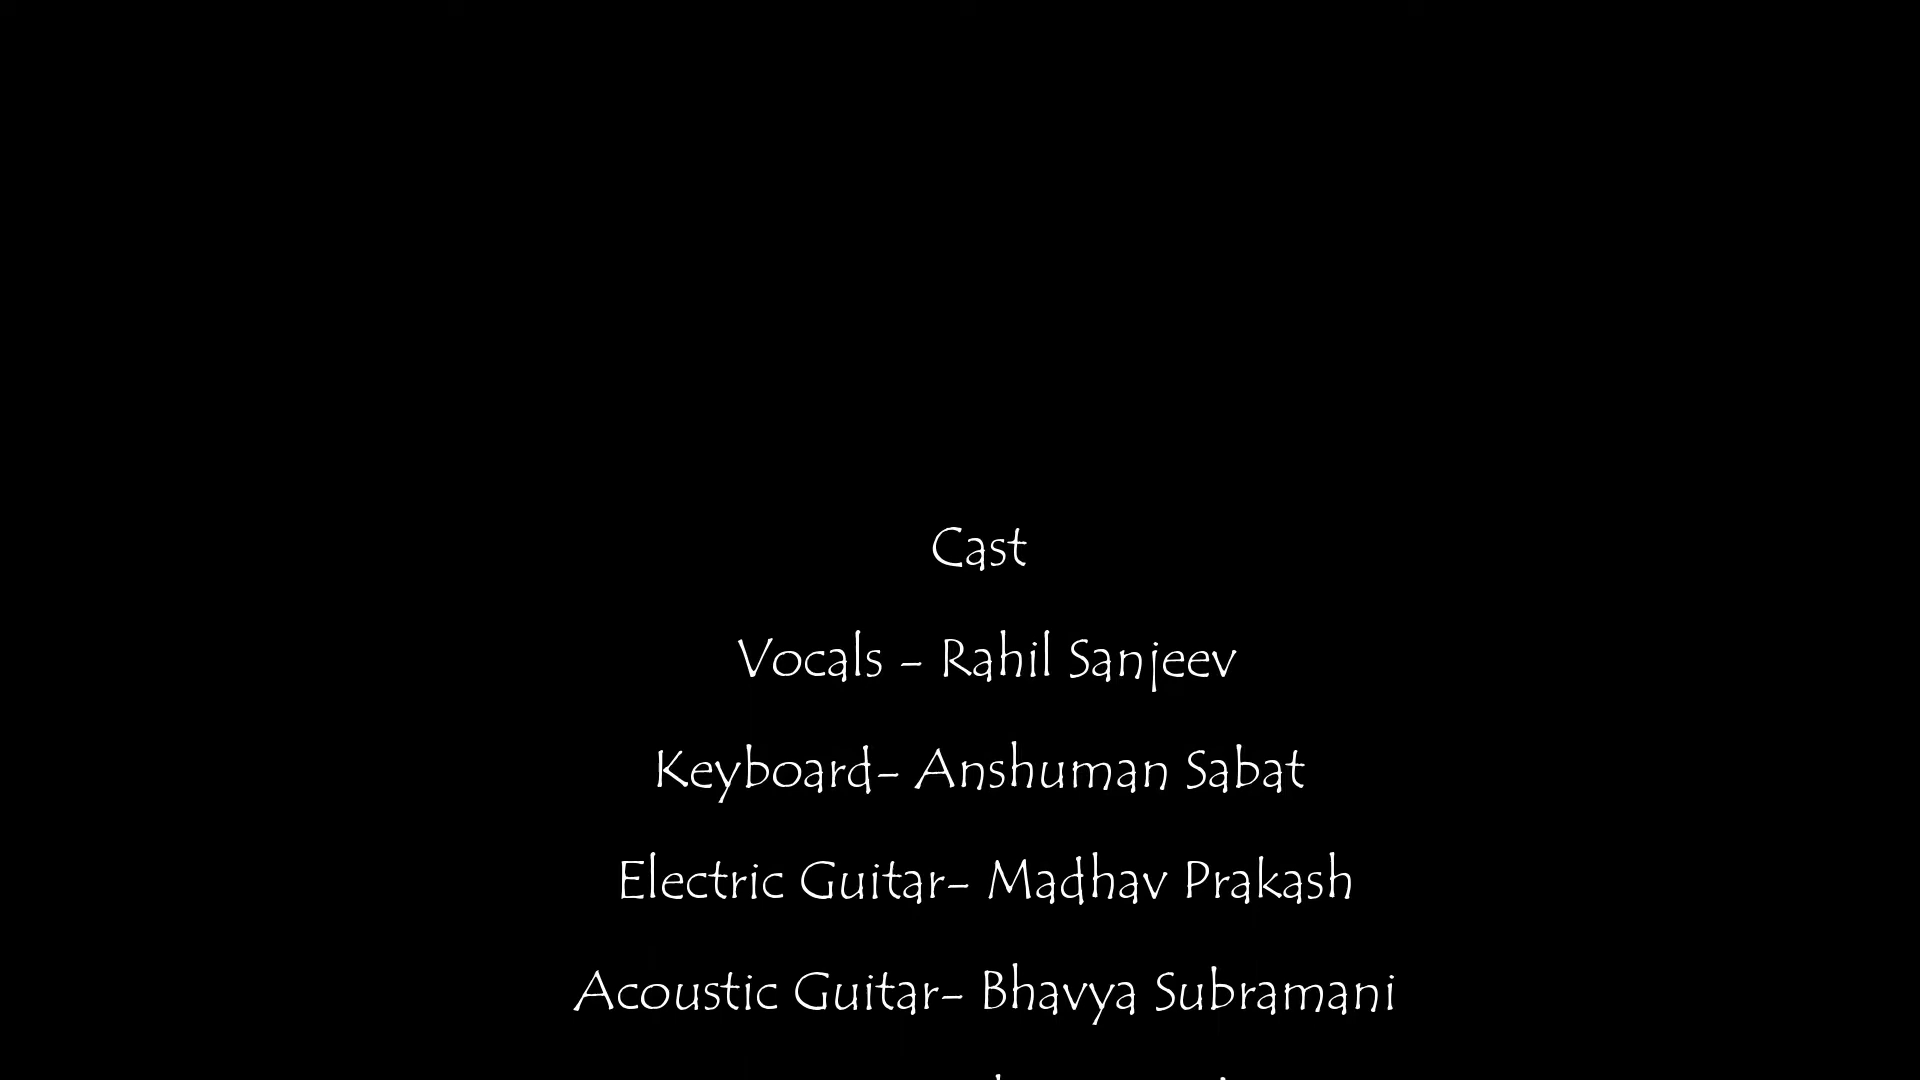 Cast
Vocals - Rahil Sanjeev
Keyboard- Anshuman Sabat
Electric Guitar- Madhav Prakash
Acoustic Guitar- Bhavya Subramani